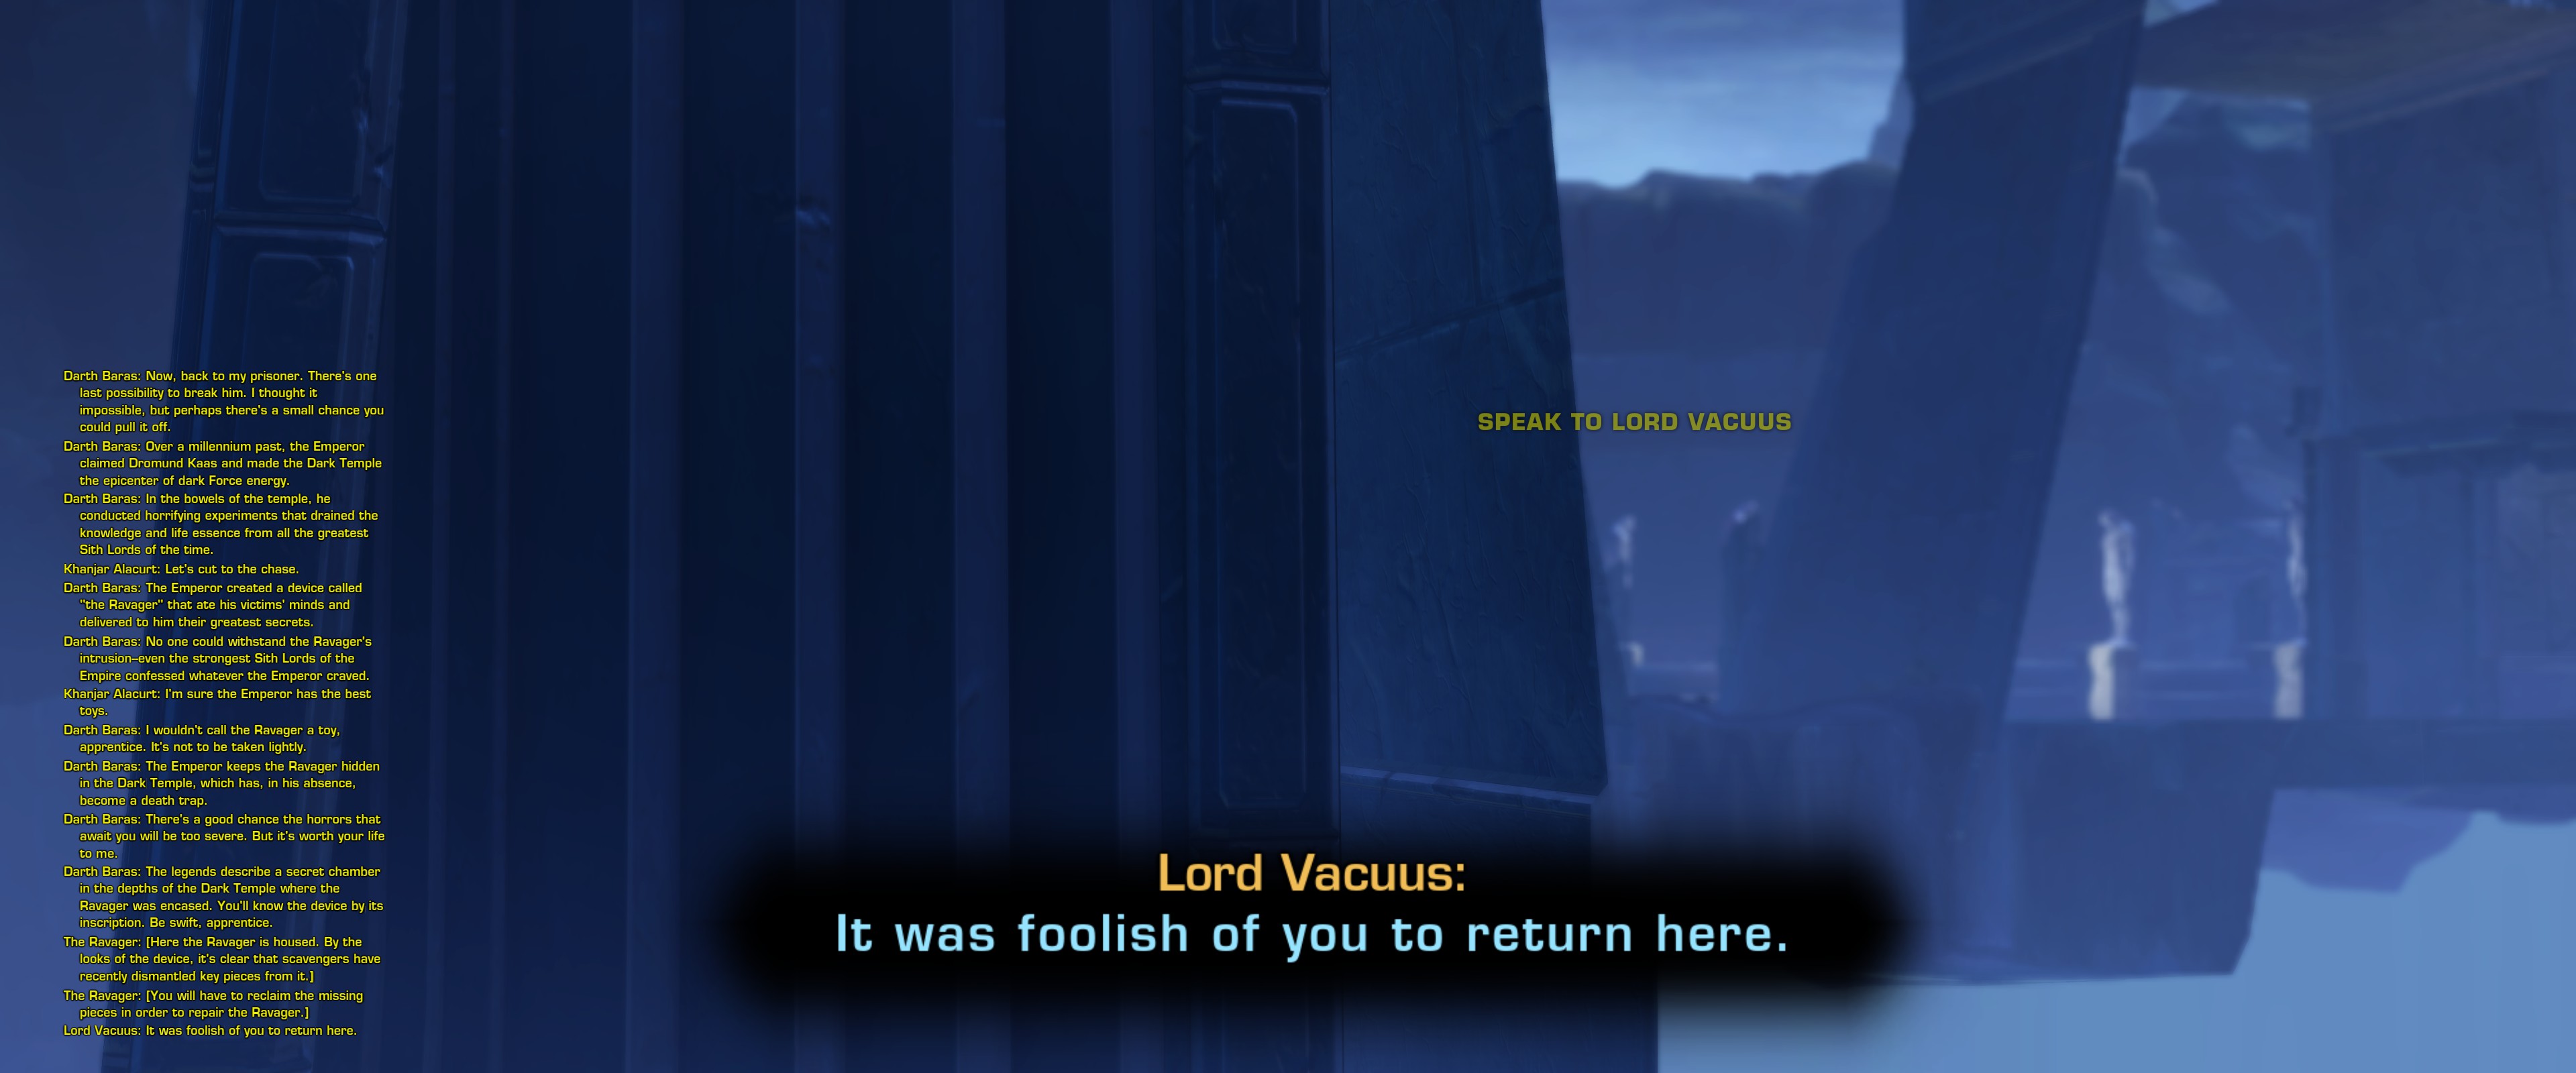 Darth Baras: Now, back to my prisoner. There's one
last possibility to break him. I thought it
impossible, but perhaps there's a small chance you
could pull it off.
Darth Baras: Over a millennium past, the Emperor
claimed Dromund Kaas and made the Dark Temple
the epicenter of dark Force energy.
Darth Baras: In the bowels of the temple, he
conducted horrifying experiments that drained the
knowledge and life essence from all the greatest
Sith Lords of the time.
Khanjar Alacurt: Let's cut to the chase.
Darth Baras: The Emperor created a device called
"the Ravager" that ate his victims' minds and
delivered to him their greatest secrets.
Darth Baras: No one could withstand the Ravager's
intrusion–even the strongest Sith Lords of the
Empire confessed whatever the Emperor craved.
Khanjar Alacurt: I'm sure the Emperor has the best
toys.
Darth Baras: I wouldn't call the Ravager a toy,
apprentice. It's not to be taken lightly.
Darth Baras: The Emperor keeps the Ravager hidden
in the Dark Temple, which has, in his absence,
become a death trap.
Darth Baras: There's a good chance the horrors that
await you will be too severe. But it's worth your life
to me.
Darth Baras: The legends describe a secret chamber
in the depths of the Dark Temple where the
Ravager was encased. You'll know the device by its
inscription. Be swift, apprentice.
The Ravager: [Here the Ravager is housed. By the
looks of the device, it's clear that scavengers have
recently dismantled key pieces from it.]
The Ravager: [You will have to reclaim the missing
pieces in order to repair the Ravager.]
Lord Vacuus: It was foolish of you to return here.
SPEAK TO LORD VACUUS
Lord Vacuus:
It was foolish of you to return here.